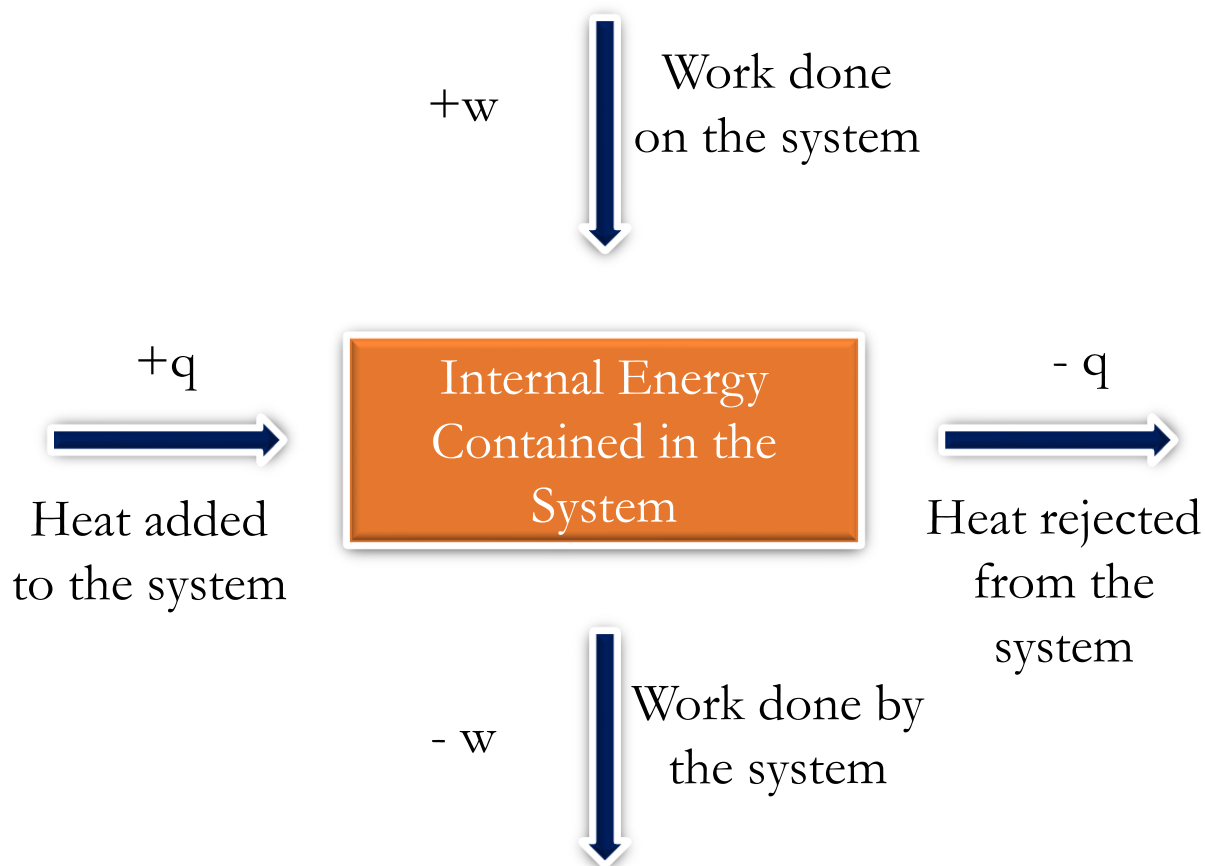 +w
Work done
on the system
+q
Heat added
to the system
Internal Energy
Contained in the
System
- q
Heat rejected
from the
system
- w
Work done by
the system